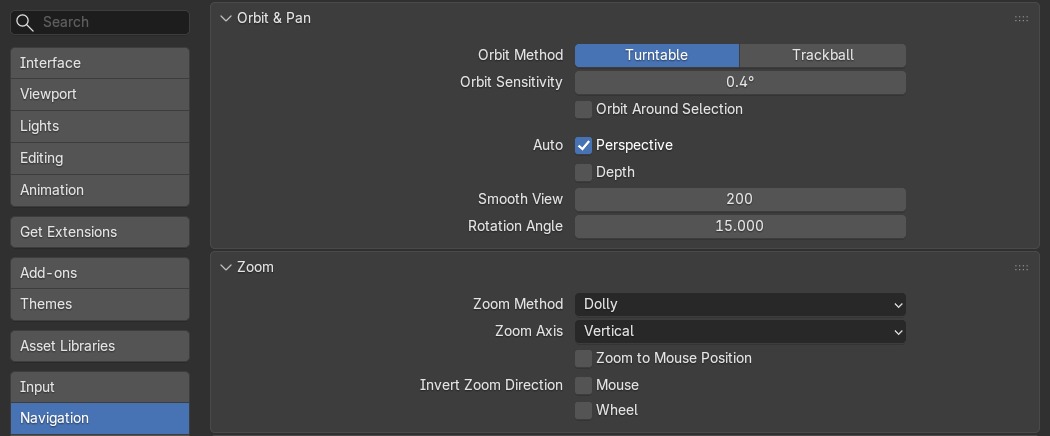 Search
Interface
Viewport
Lights
Editing
Animation
Get Extensions
Add-ons
Themes
Asset Libraries
Input
Navigation
Orbit & Pan
Orbit Method Turntable Trackball
Orbit Sensitivity 0.4°
Orbit Around Selection
Auto Perspective
Depth
Smooth View 200
Rotation Angle 15.000
Zoom
Zoom Method Dolly
Zoom Axis Vertical
Zoom to Mouse Position
Invert Zoom Direction Mouse
Wheel